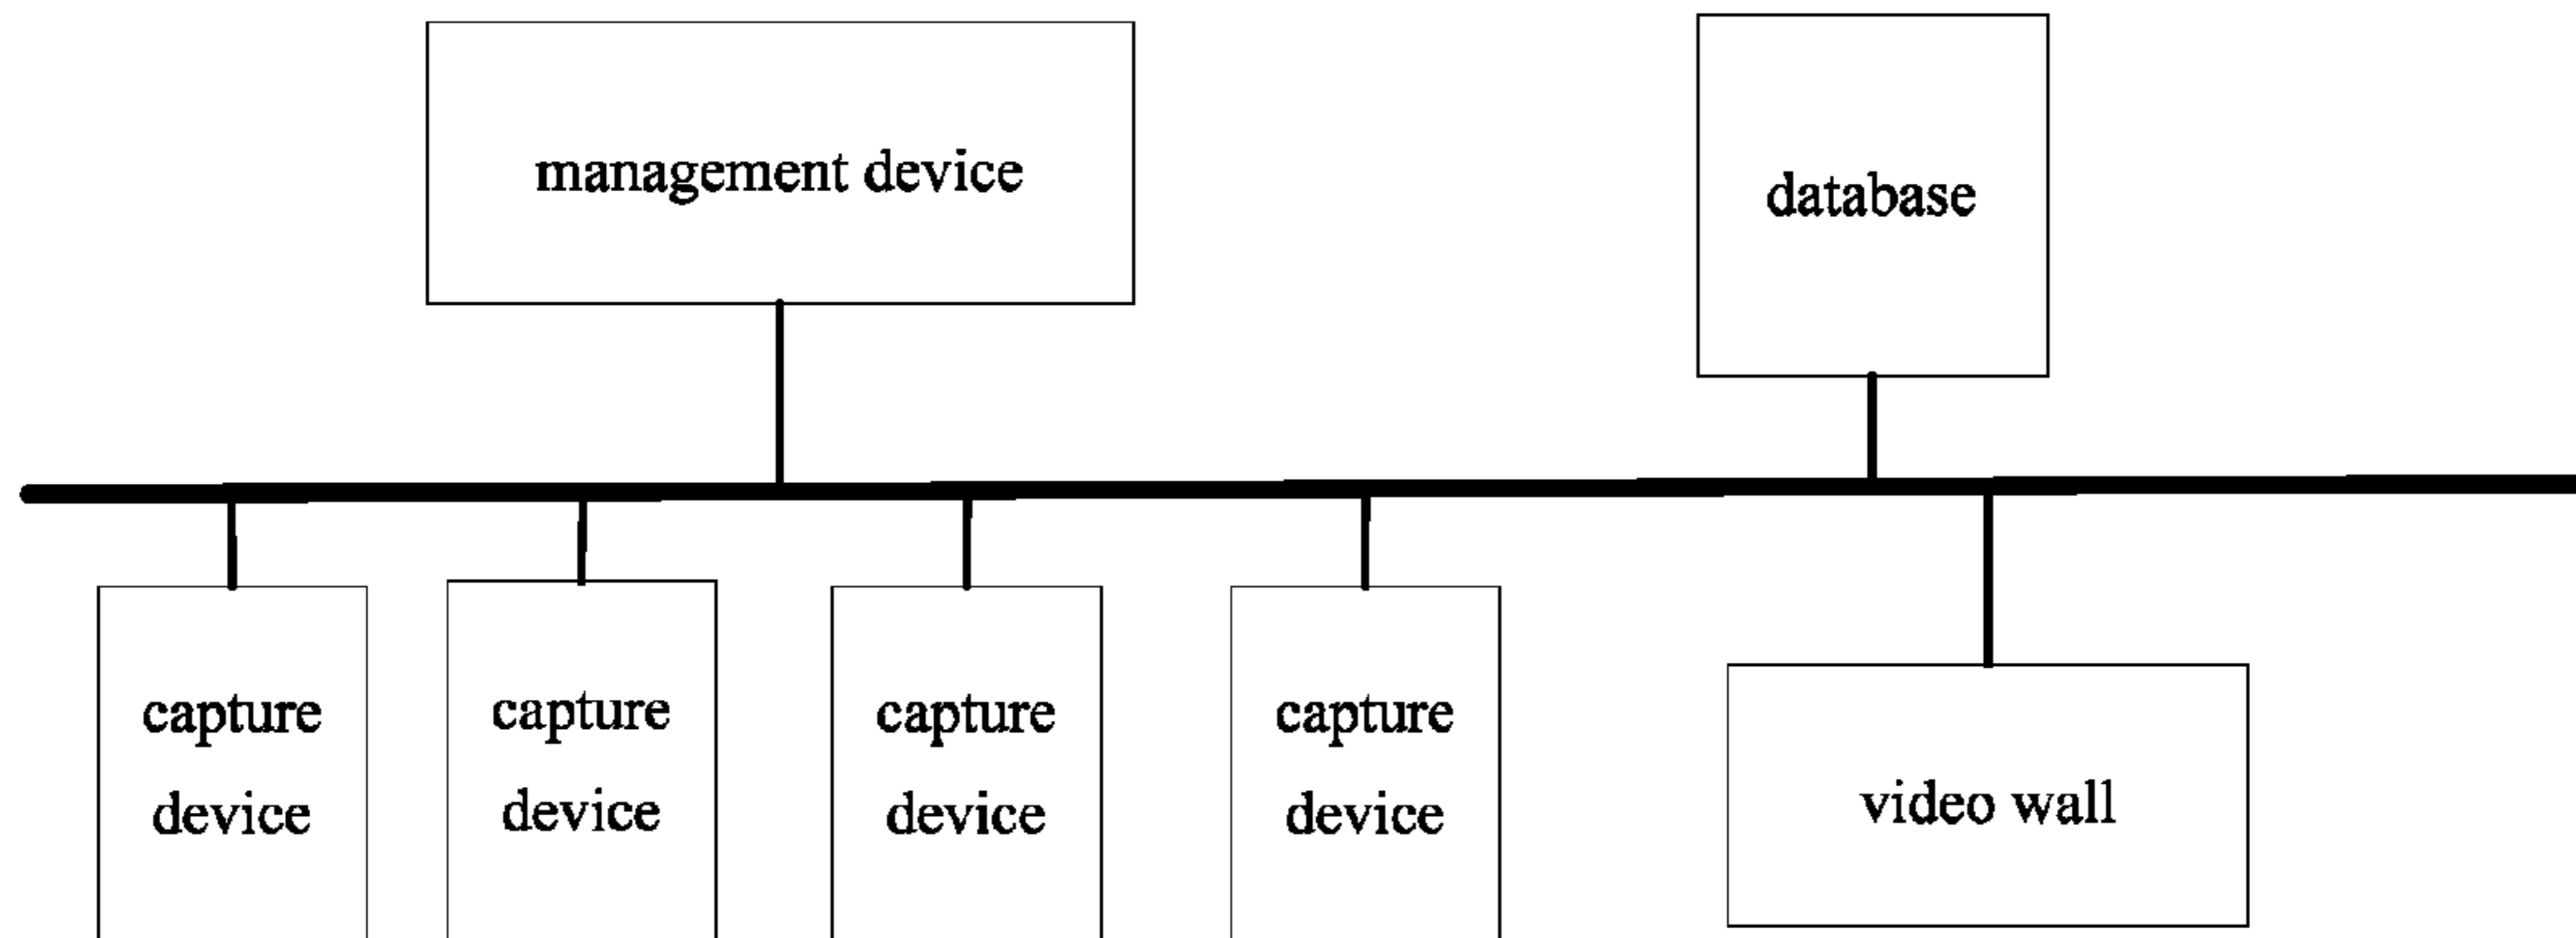 management device
database
capture
device
capture
device
capture
device
capture
device
video wall